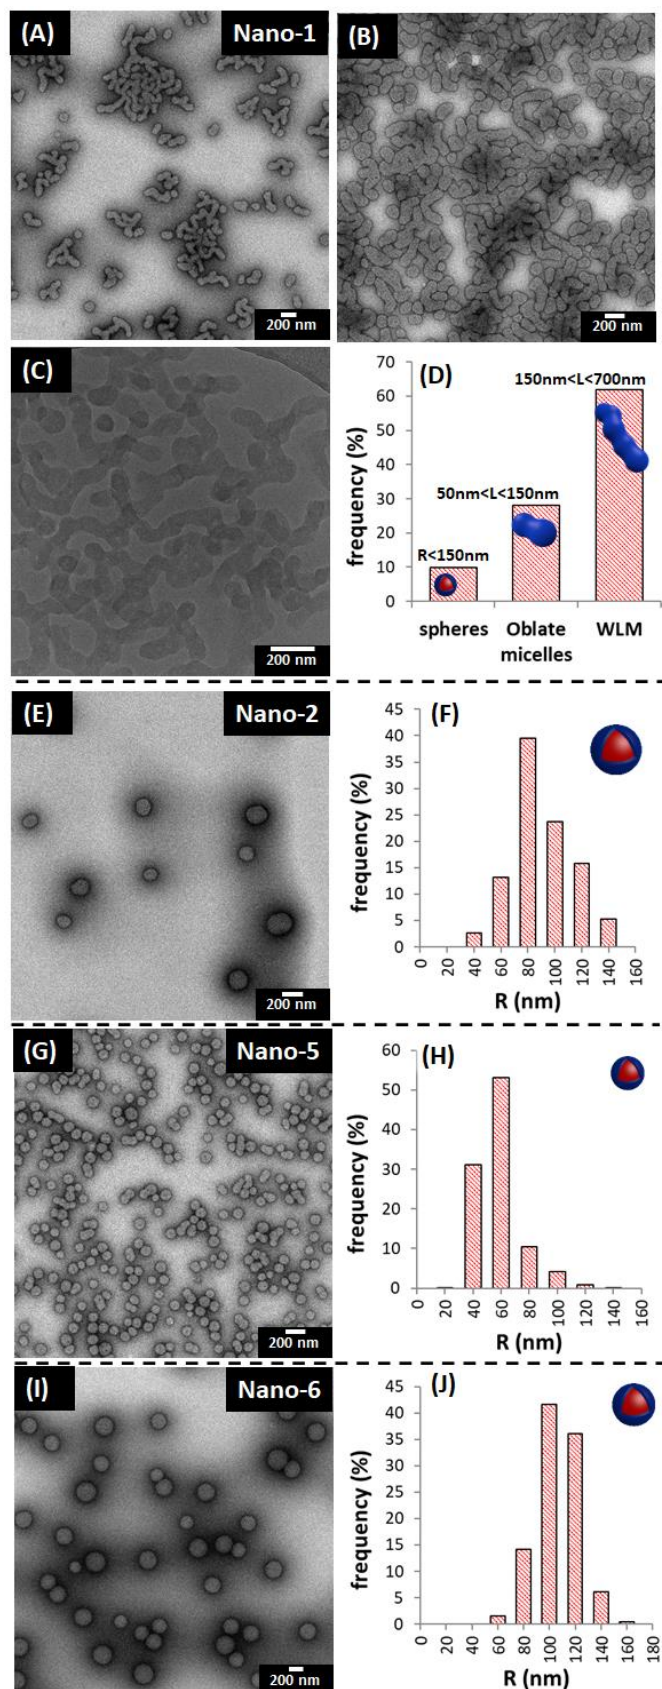 (A)
Nano-1
200 nm
(B)
200 nm
(C)
200 nm
(D)
frequency (%)
70
60
50
40
30
20
10
0
150nm<L<700nm
50nm<L<150nm
R<150nm
spheres
Oblate
micelles
WLM
(E)
Nano-2
200 nm
(F)
frequency (%)
45
40
35
30
25
20
15
10
5
0
0 20 40 60 80 100 120 140 160
R (nm)
(G)
Nano-5
200 nm
(H)
frequency (%)
60
50
40
30
20
10
0
0 20 40 60 80 100 120 140 160
R (nm)
(I)
Nano-6
200 nm
(J)
frequency (%)
45
40
35
30
25
20
15
10
5
0
0 20 40 60 80 100 120 140 160 180
R (nm)